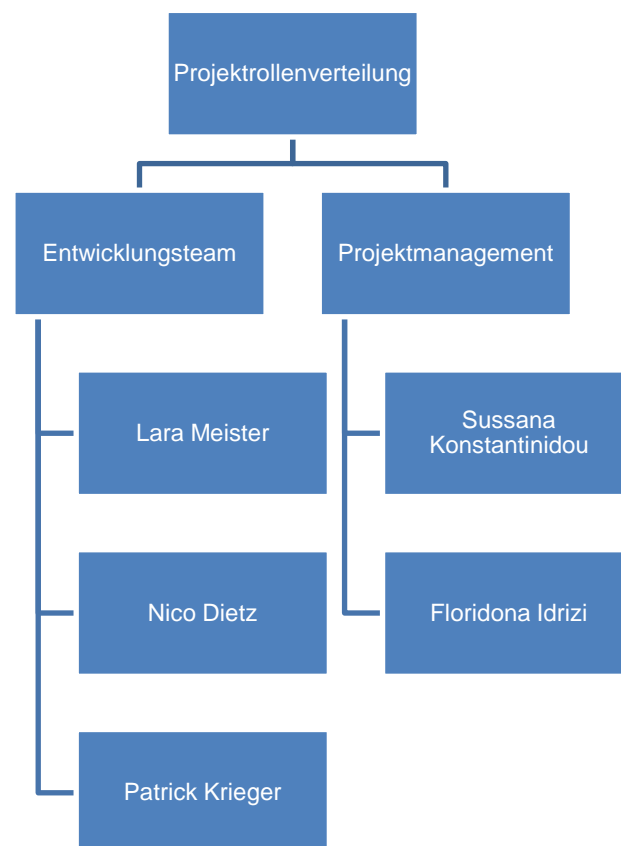 Projektrollenverteilung
Entwicklungsteam
Projektmanagement
Lara Meister
Sussana
Konstantinidou
Nico Dietz
Floridona Idrizi
Patrick Krieger